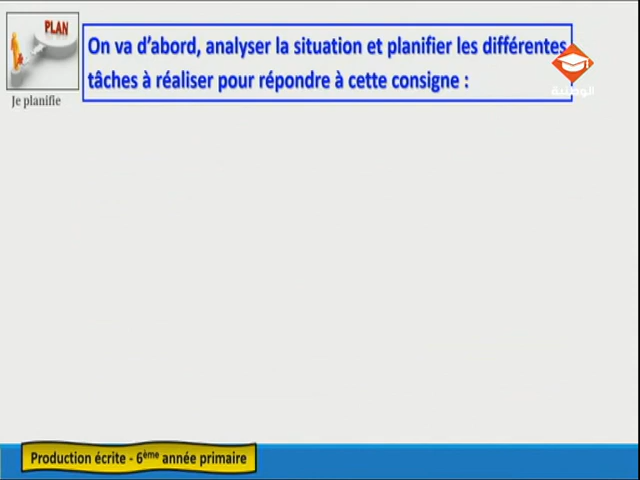 PLAN
On va d'abord, analyser la situation et planifier les différentes
tâches à réaliser pour répondre à cette consigne :
Je planifie
الوطنية
Production écrite - 6ème année primaire